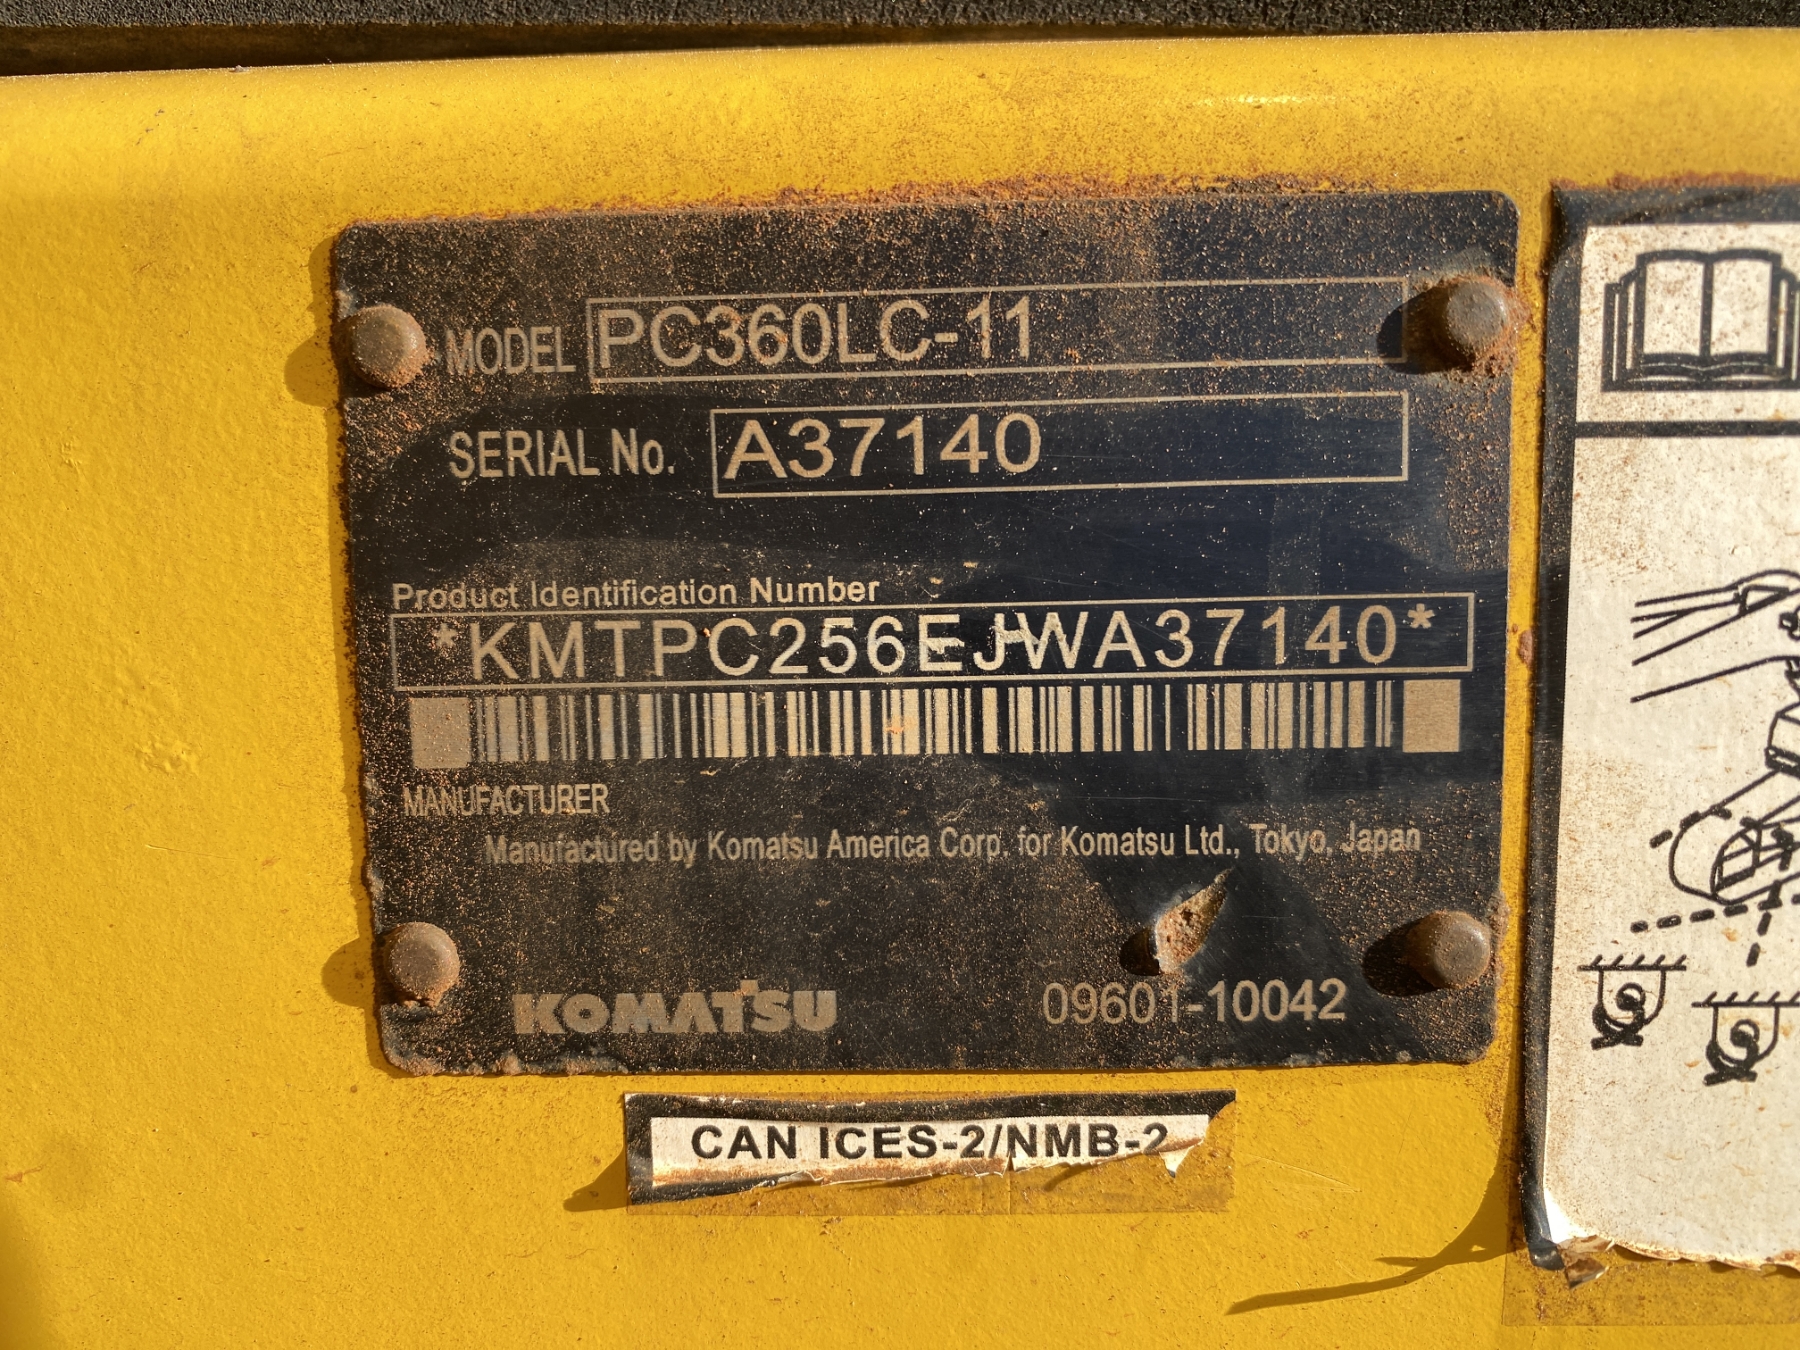 MODEL PC360LC-11
SERIAL No. A37140
Product Identification Number
*KMTPC256EJWA37140*
MANUFACTURER
Manufactured by Komatsu America Corp. for Komatsu Ltd., Tokyo, Japan
KOMATSU 09601-10042
CAN ICES-2/NMB-2